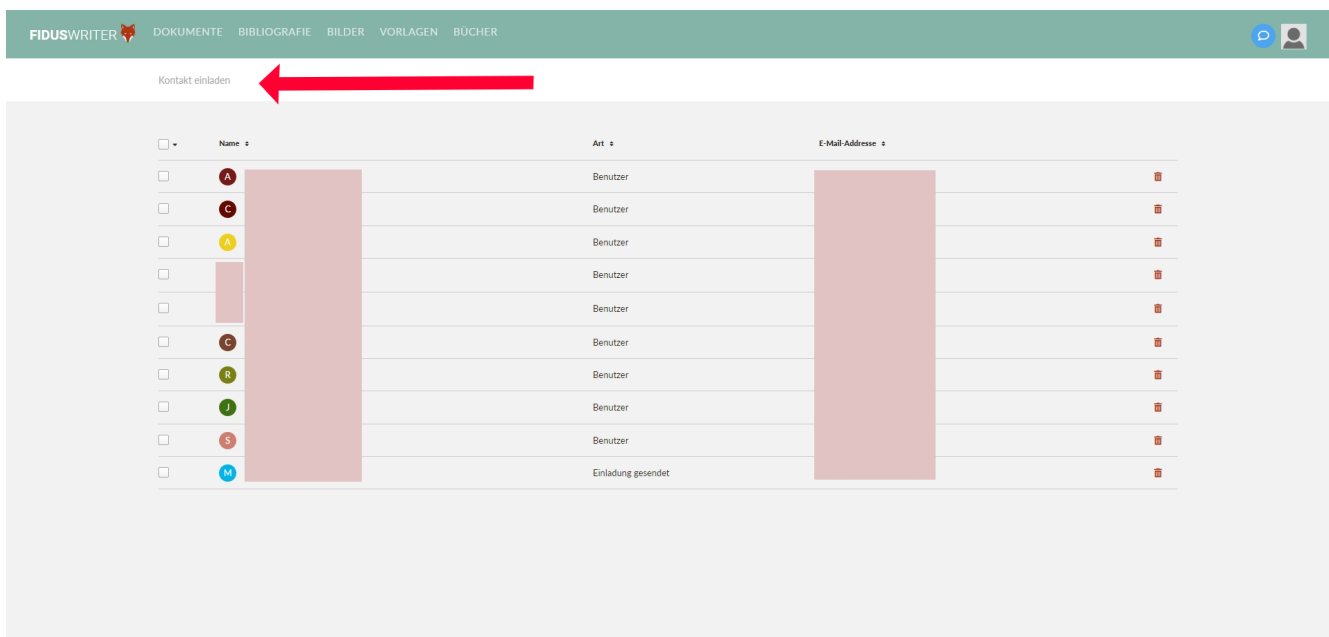 FIDUSWRITER DOKUMENTE BIBLIOGRAFIE BILDER VORLAGEN BÜCHER
Kontakt einladen
Name Art E-Mail-Addresse
A Benutzer
C Benutzer
A Benutzer
Benutzer
Benutzer
C Benutzer
R Benutzer
J Benutzer
S Benutzer
M Einladung gesendet